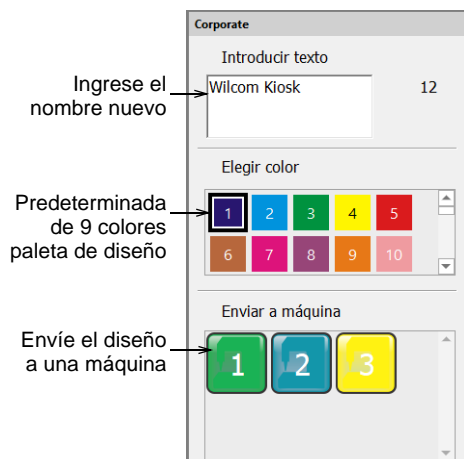 Corporate
Introducir texto
Ingrese el
nombre nuevo
Wilcom Kiosk
12
Elegir color
Predeterminada
de 9 colores
paleta de diseño
1 2 3 4 5
6 7 8 9 10
Enviar a máquina
Envíe el diseño
a una máquina
1 2 3